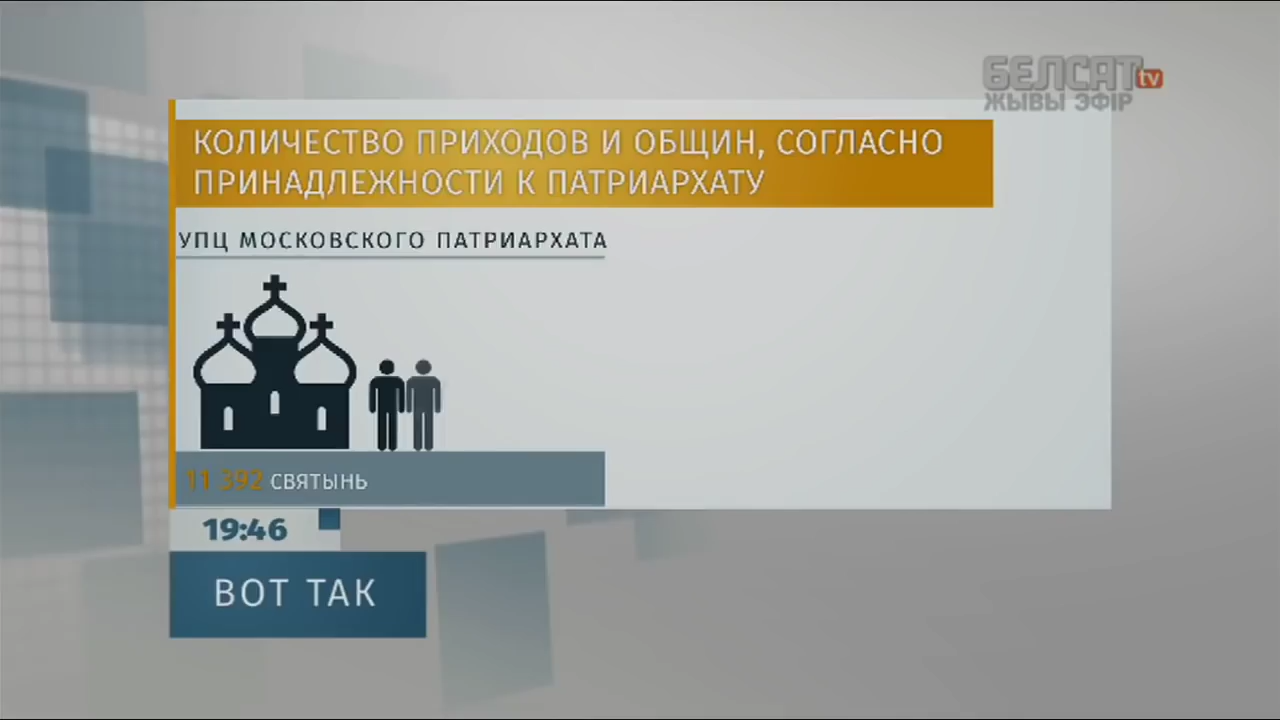 БЕЛСАТ tv
ЖЫВЫ ЭФІР
КОЛИЧЕСТВО ПРИХОДОВ И ОБЩИН, СОГЛАСНО
ПРИНАДЛЕЖНОСТИ К ПАТРИАРХАТУ
УПЦ МОСКОВСКОГО ПАТРИАРХАТА
11 392 СВЯТЫНЬ
19:46
ВОТ ТАК